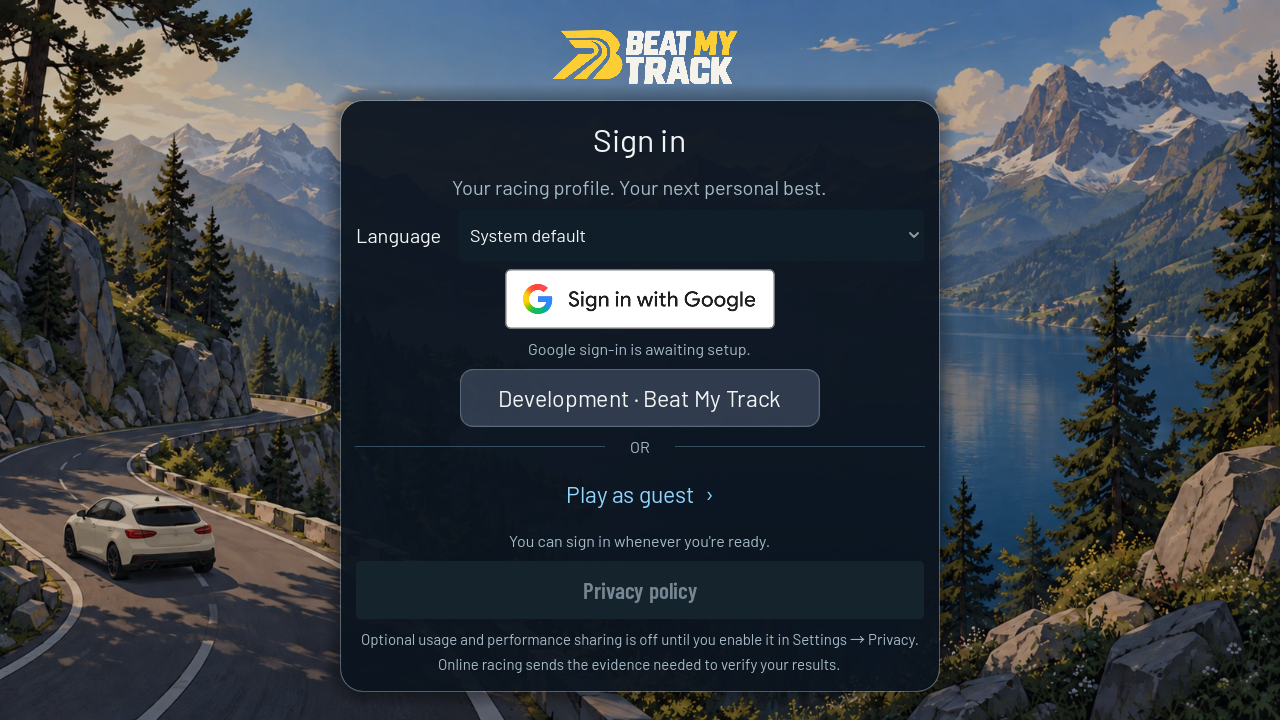 BEAT MY
TRACK
Sign in
Your racing profile. Your next personal best.
Language
System default
Sign in with Google
Google sign-in is awaiting setup.
Development · Beat My Track
OR
Play as guest ›
You can sign in whenever you're ready.
Privacy policy
Optional usage and performance sharing is off until you enable it in Settings → Privacy.
Online racing sends the evidence needed to verify your results.